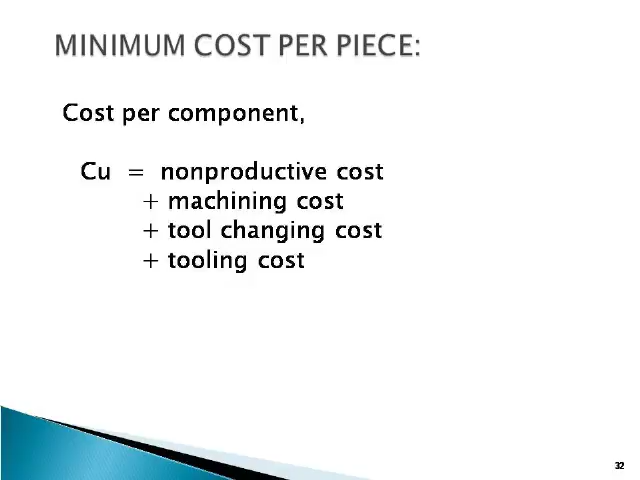 MINIMUM COST PER PIECE:
Cost per component,
Cu = nonproductive cost
+ machining cost
+ tool changing cost
+ tooling cost
32